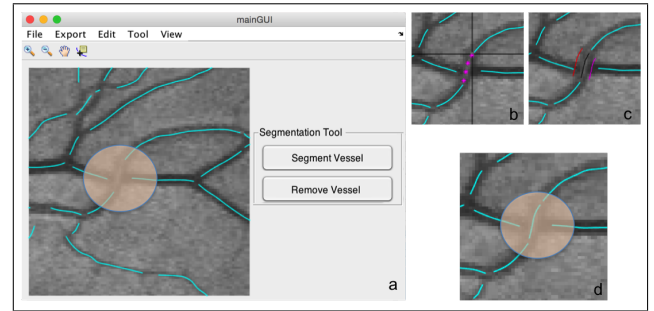 mainGUI
File Export Edit Tool View
Segmentation Tool
Segment Vessel
Remove Vessel
a
b
c
d